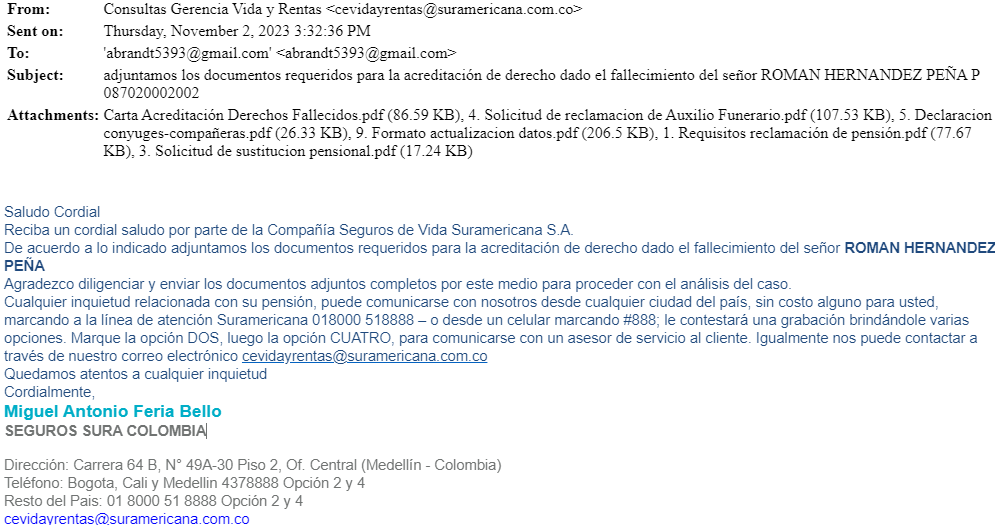 From: Consultas Gerencia Vida y Rentas <cevidayrentas@suramericana.com.co>
Sent on: Thursday, November 2, 2023 3:32:36 PM
To: 'abrandt5393@gmail.com' <abrandt5393@gmail.com>
Subject: adjuntamos los documentos requeridos para la acreditación de derecho dado el fallecimiento del señor ROMAN HERNANDEZ PEÑA P
087020002002
Attachments: Carta Acreditación Derechos Fallecidos.pdf (86.59 KB), 4. Solicitud de reclamacion de Auxilio Funerario.pdf (107.53 KB), 5. Declaracion
conyuges-compañeras.pdf (26.33 KB), 9. Formato actualizacion datos.pdf (206.5 KB), 1. Requisitos reclamación de pensión.pdf (77.67
KB), 3. Solicitud de sustitucion pensional.pdf (17.24 KB)
Saludo Cordial
Reciba un cordial saludo por parte de la Compañía Seguros de Vida Suramericana S.A.
De acuerdo a lo indicado adjuntamos los documentos requeridos para la acreditación de derecho dado el fallecimiento del señor ROMAN HERNANDEZ
PEÑA
Agradezco diligenciar y enviar los documentos adjuntos completos por este medio para proceder con el análisis del caso.
Cualquier inquietud relacionada con su pensión, puede comunicarse con nosotros desde cualquier ciudad del país, sin costo alguno para usted,
marcando a la línea de atención Suramericana 018000 518888 – o desde un celular marcando #888; le contestará una grabación brindándole varias
opciones. Marque la opción DOS, luego la opción CUATRO, para comunicarse con un asesor de servicio al cliente. Igualmente nos puede contactar a
través de nuestro correo electrónico cevidayrentas@suramericana.com.co
Quedamos atentos a cualquier inquietud
Cordialmente,
Miguel Antonio Feria Bello
SEGUROS SURA COLOMBIA
Dirección: Carrera 64 B, N° 49A-30 Piso 2, Of. Central (Medellín - Colombia)
Teléfono: Bogota, Cali y Medellin 4378888 Opción 2 y 4
Resto del Pais: 01 8000 51 8888 Opción 2 y 4
cevidayrentas@suramericana.com.co